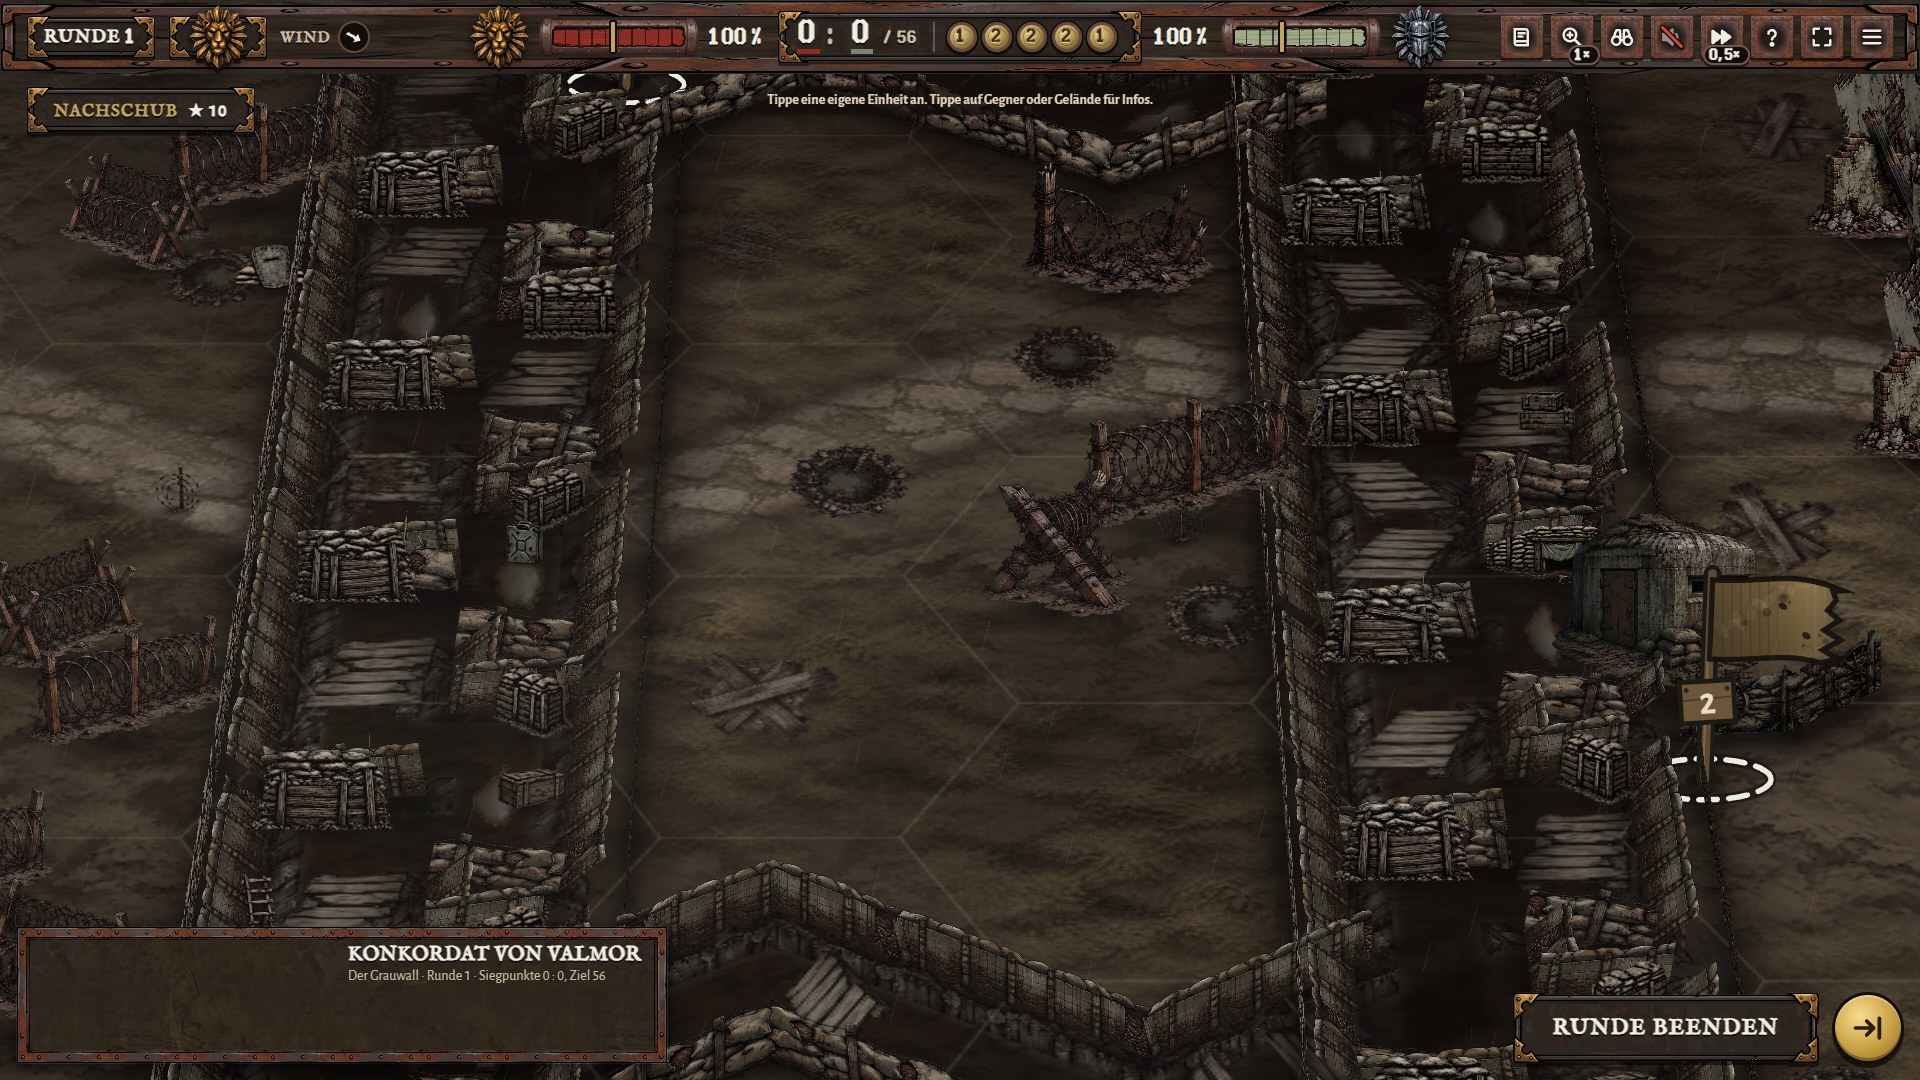 RUNDE 1
WIND
100 %
0 : 0 / 56
1 2 2 2 1
100 %
1×
0,5×
?
NACHSCHUB ★ 10
Tippe eine eigene Einheit an. Tippe auf Gegner oder Gelände für Infos.
2
KONKORDAT VON VALMOR
Der Grauwall · Runde 1 · Siegpunkte 0 : 0, Ziel 56
RUNDE BEENDEN